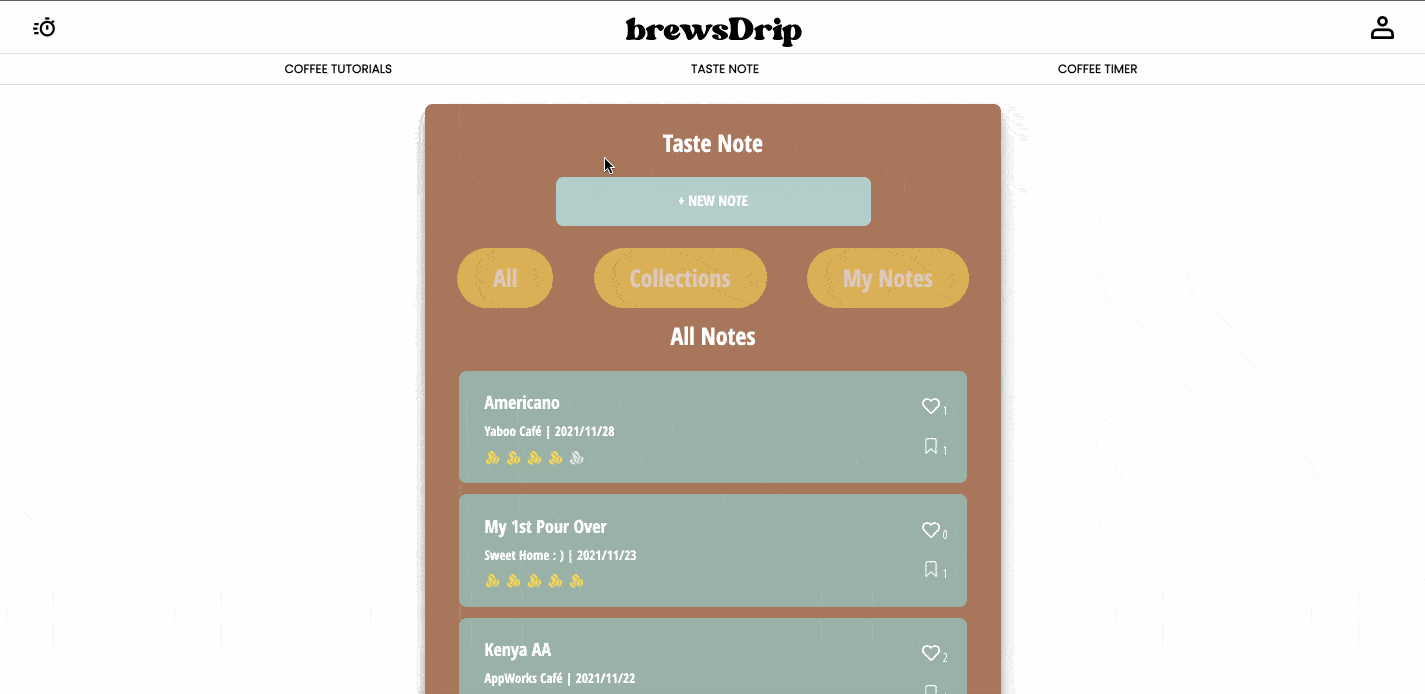 brewsDrip
COFFEE TUTORIALS
TASTE NOTE
COFFEE TIMER
Taste Note
+ NEW NOTE
All
Collections
My Notes
All Notes
Americano
1
Yaboo Café | 2021/11/28
1
My 1st Pour Over
0
Sweet Home : ) | 2021/11/23
1
Kenya AA
2
AppWorks Café | 2021/11/22